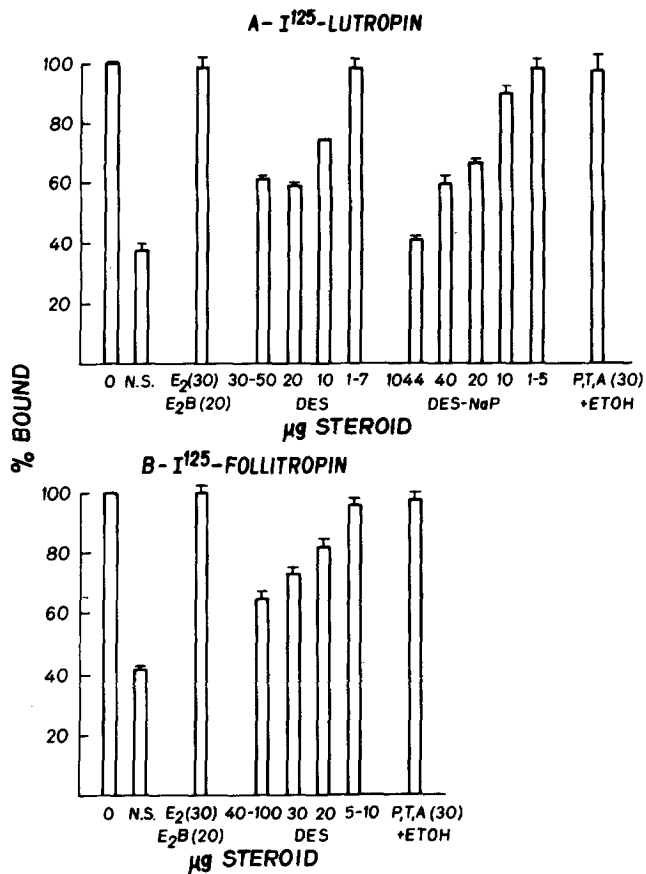 A- I¹²⁵-LUTROPIN
100
80
60
40
20
O N.S. E₂(30) 30-50 20 10 1-7 1044 40 20 10 1-5 P,T,A (30)
E₂B(20) DES DES-NaP +ETOH
µg STEROID
% BOUND
B- I¹²⁵-FOLLITROPIN
100
80
60
40
20
O N.S. E₂(30) 40-100 30 20 5-10 P,T,A (30)
E₂B(20) DES +ETOH
µg STEROID